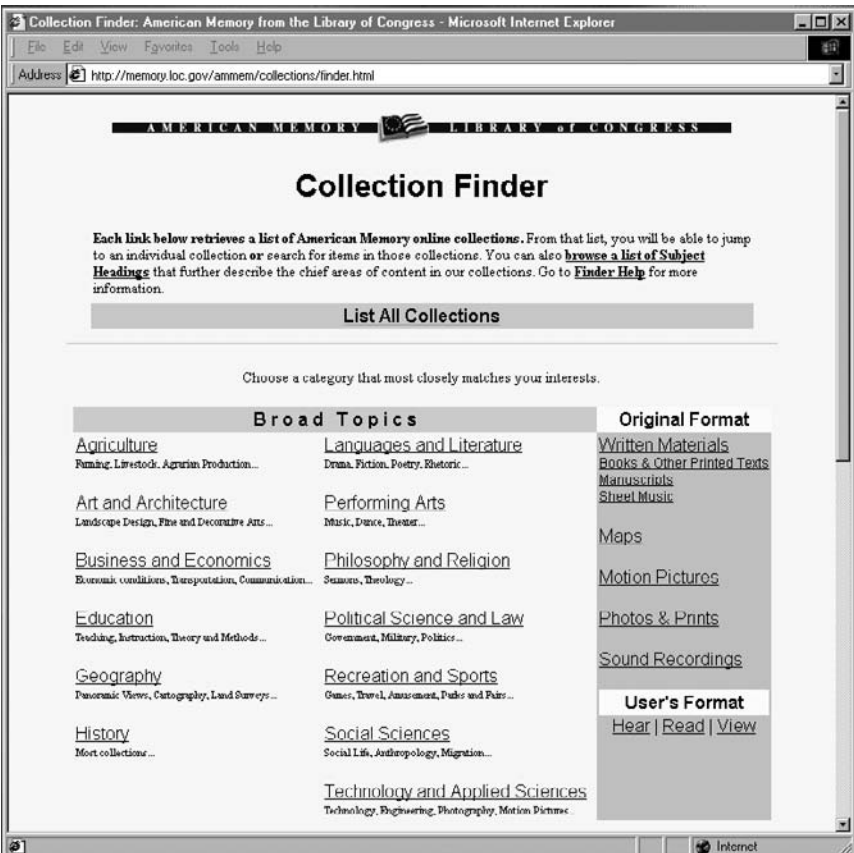 Collection Finder: American Memory from the Library of Congress - Microsoft Internet Explorer
File Edit View Favorites Tools Help
Address http://memory.loc.gov/ammem/collections/finder.html
AMERICAN MEMORY LIBRARY of CONGRESS
Collection Finder
Each link below retrieves a list of American Memory online collections. From that list, you will be able to jump
to an individual collection or search for items in those collections. You can also browse a list of Subject
Headings that further describe the chief areas of content in our collections. Go to Finder Help for more
information.
List All Collections
Choose a category that most closely matches your interests.
Broad Topics
Agriculture
Farming, Livestock, Agrarian Production...
Art and Architecture
Landscape Design, Fine and Decorative Arts...
Business and Economics
Economic conditions, Transportation, Communication...
Education
Teaching, Instruction, Theory and Methods...
Geography
Panoramic Views, Cartography, Land Surveys...
History
Most collections...
Languages and Literature
Drama, Fiction, Poetry, Rhetoric...
Performing Arts
Music, Dance, Theater...
Philosophy and Religion
Sermons, Theology...
Political Science and Law
Government, Military, Politics...
Recreation and Sports
Games, Travel, Amusement, Parks and Fairs...
Social Sciences
Social Life, Anthropology, Migration...
Technology and Applied Sciences
Technology, Engineering, Photography, Motion Pictures...
Original Format
Written Materials
Books & Other Printed Texts
Manuscripts
Sheet Music
Maps
Motion Pictures
Photos & Prints
Sound Recordings
User's Format
Hear | Read | View
Internet